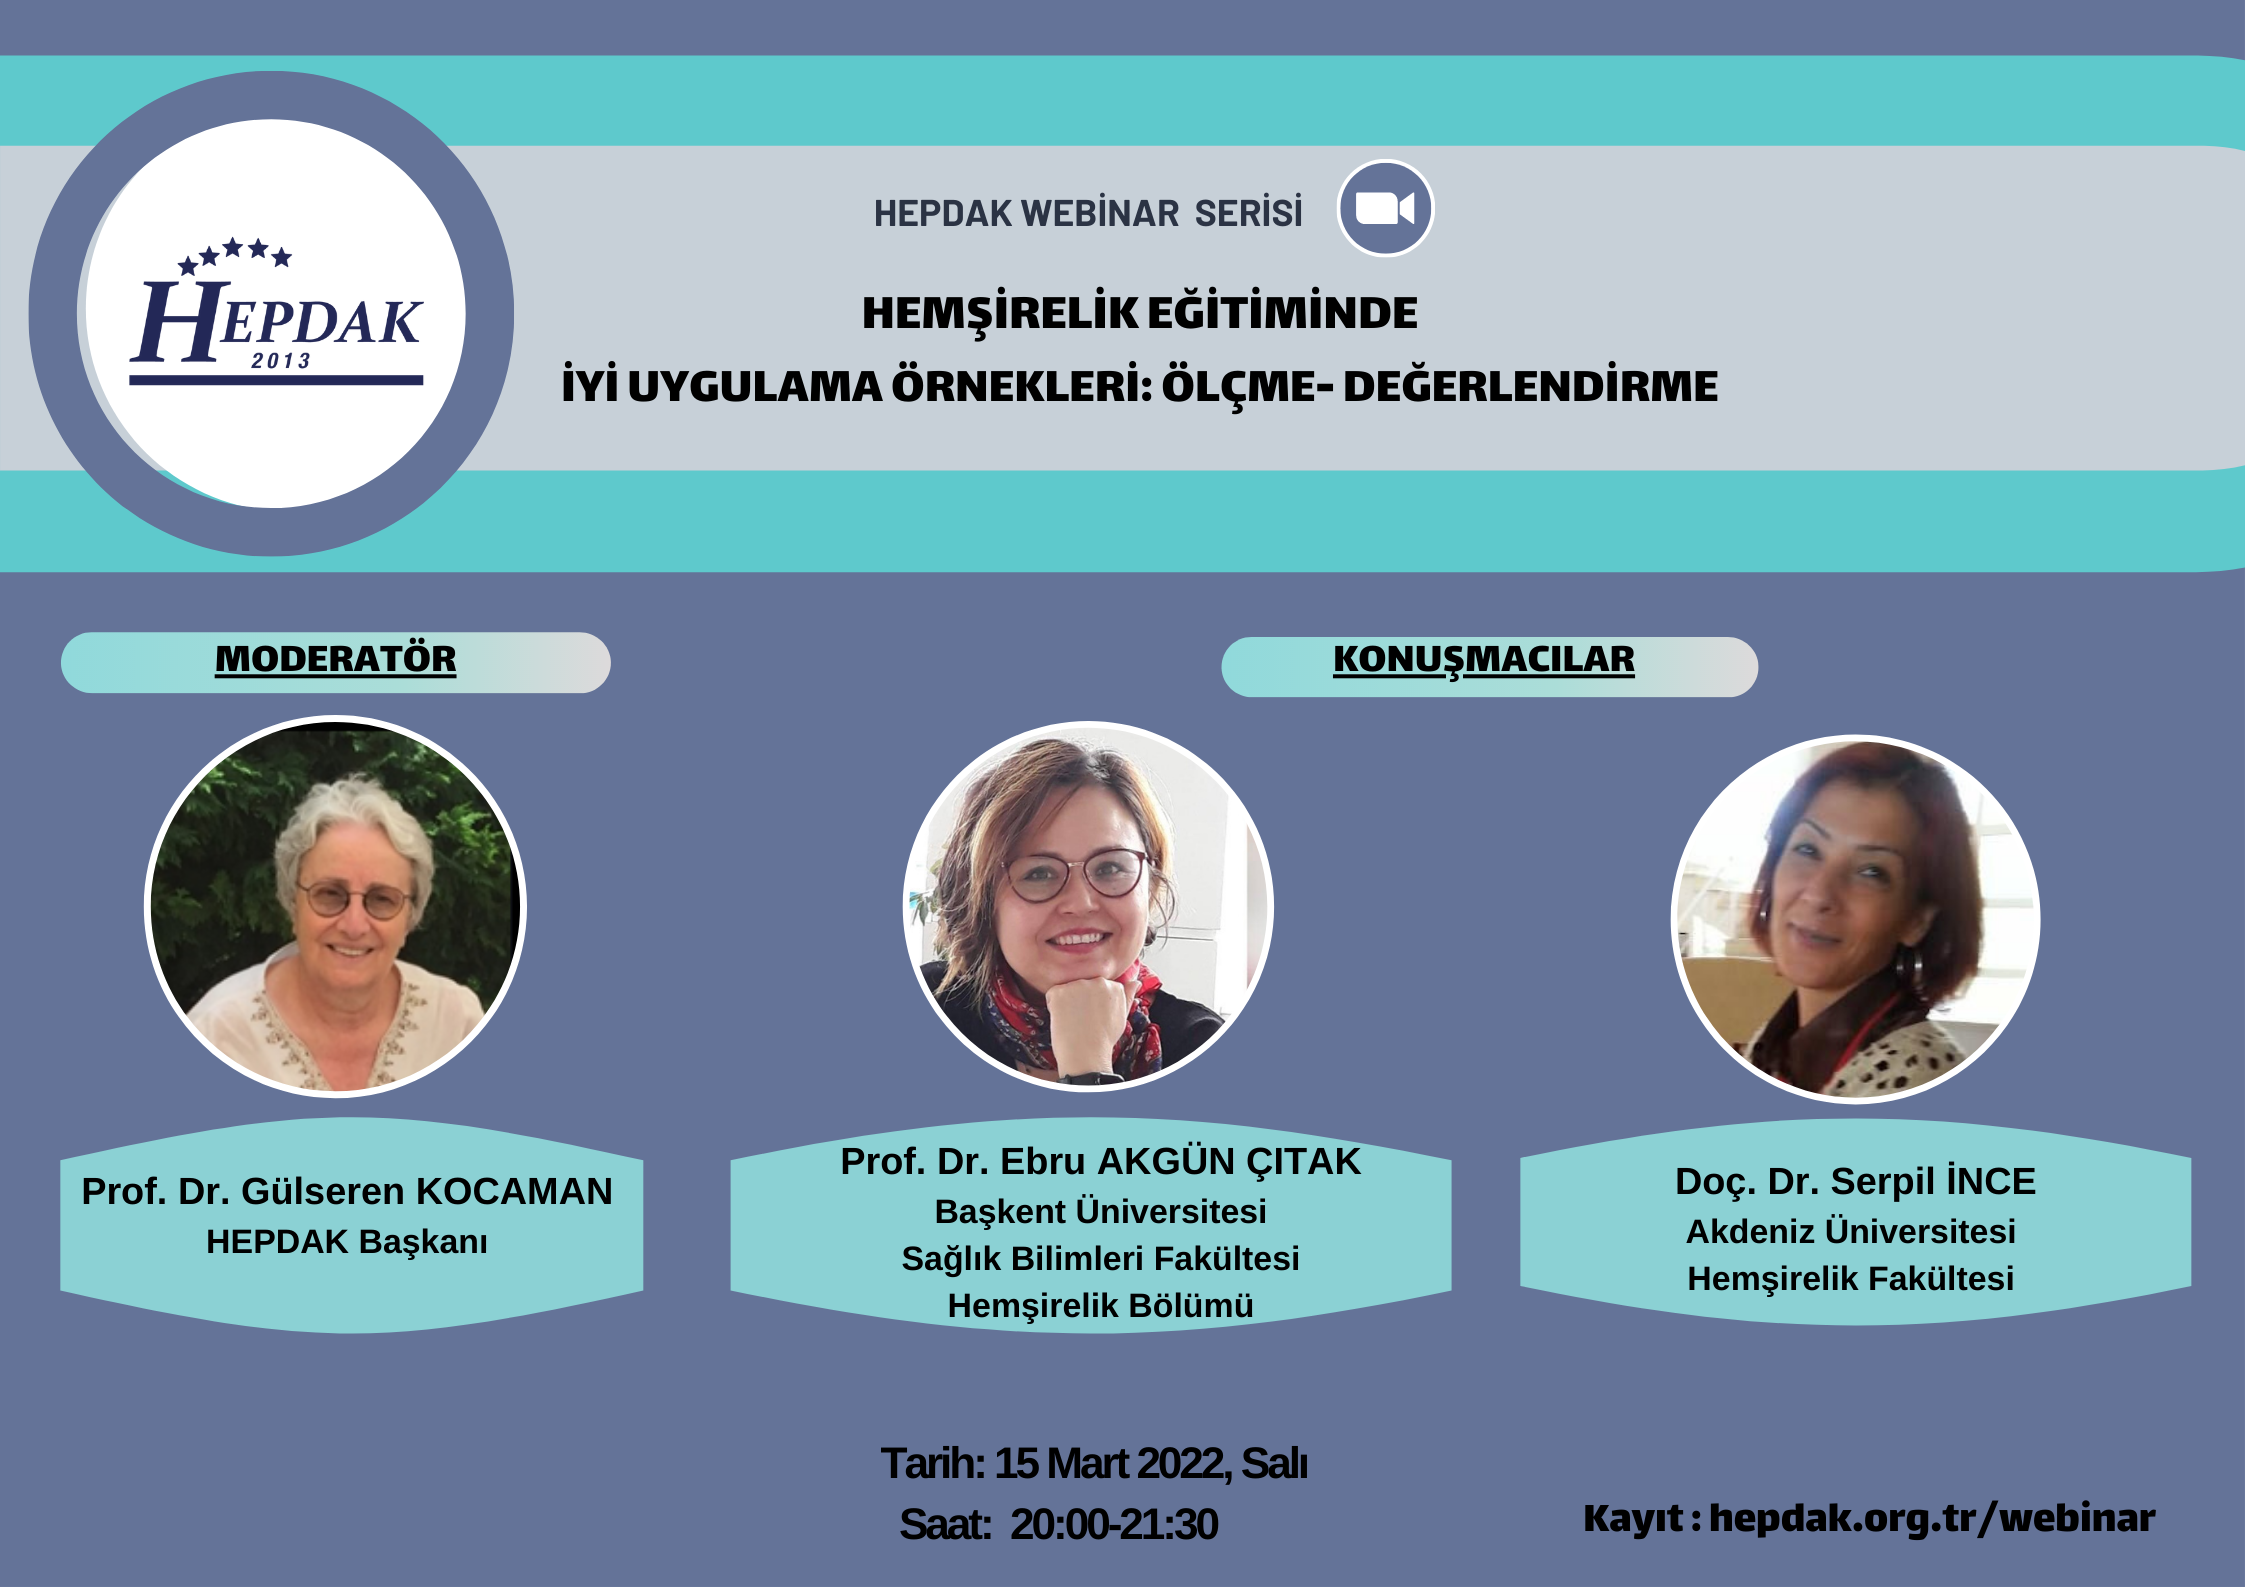 HEPDAK
2013
HEPDAK WEBİNAR SERİSİ
HEMŞİRELİK EĞİTİMİNDE
İYİ UYGULAMA ÖRNEKLERİ: ÖLÇME- DEĞERLENDİRME
MODERATÖR
KONUŞMACILAR
Prof. Dr. Gülseren KOCAMAN
HEPDAK Başkanı
Prof. Dr. Ebru AKGÜN ÇITAK
Başkent Üniversitesi
Sağlık Bilimleri Fakültesi
Hemşirelik Bölümü
Doç. Dr. Serpil İNCE
Akdeniz Üniversitesi
Hemşirelik Fakültesi
Tarih: 15 Mart 2022, Salı
Saat: 20:00-21:30
Kayıt : hepdak.org.tr/webinar